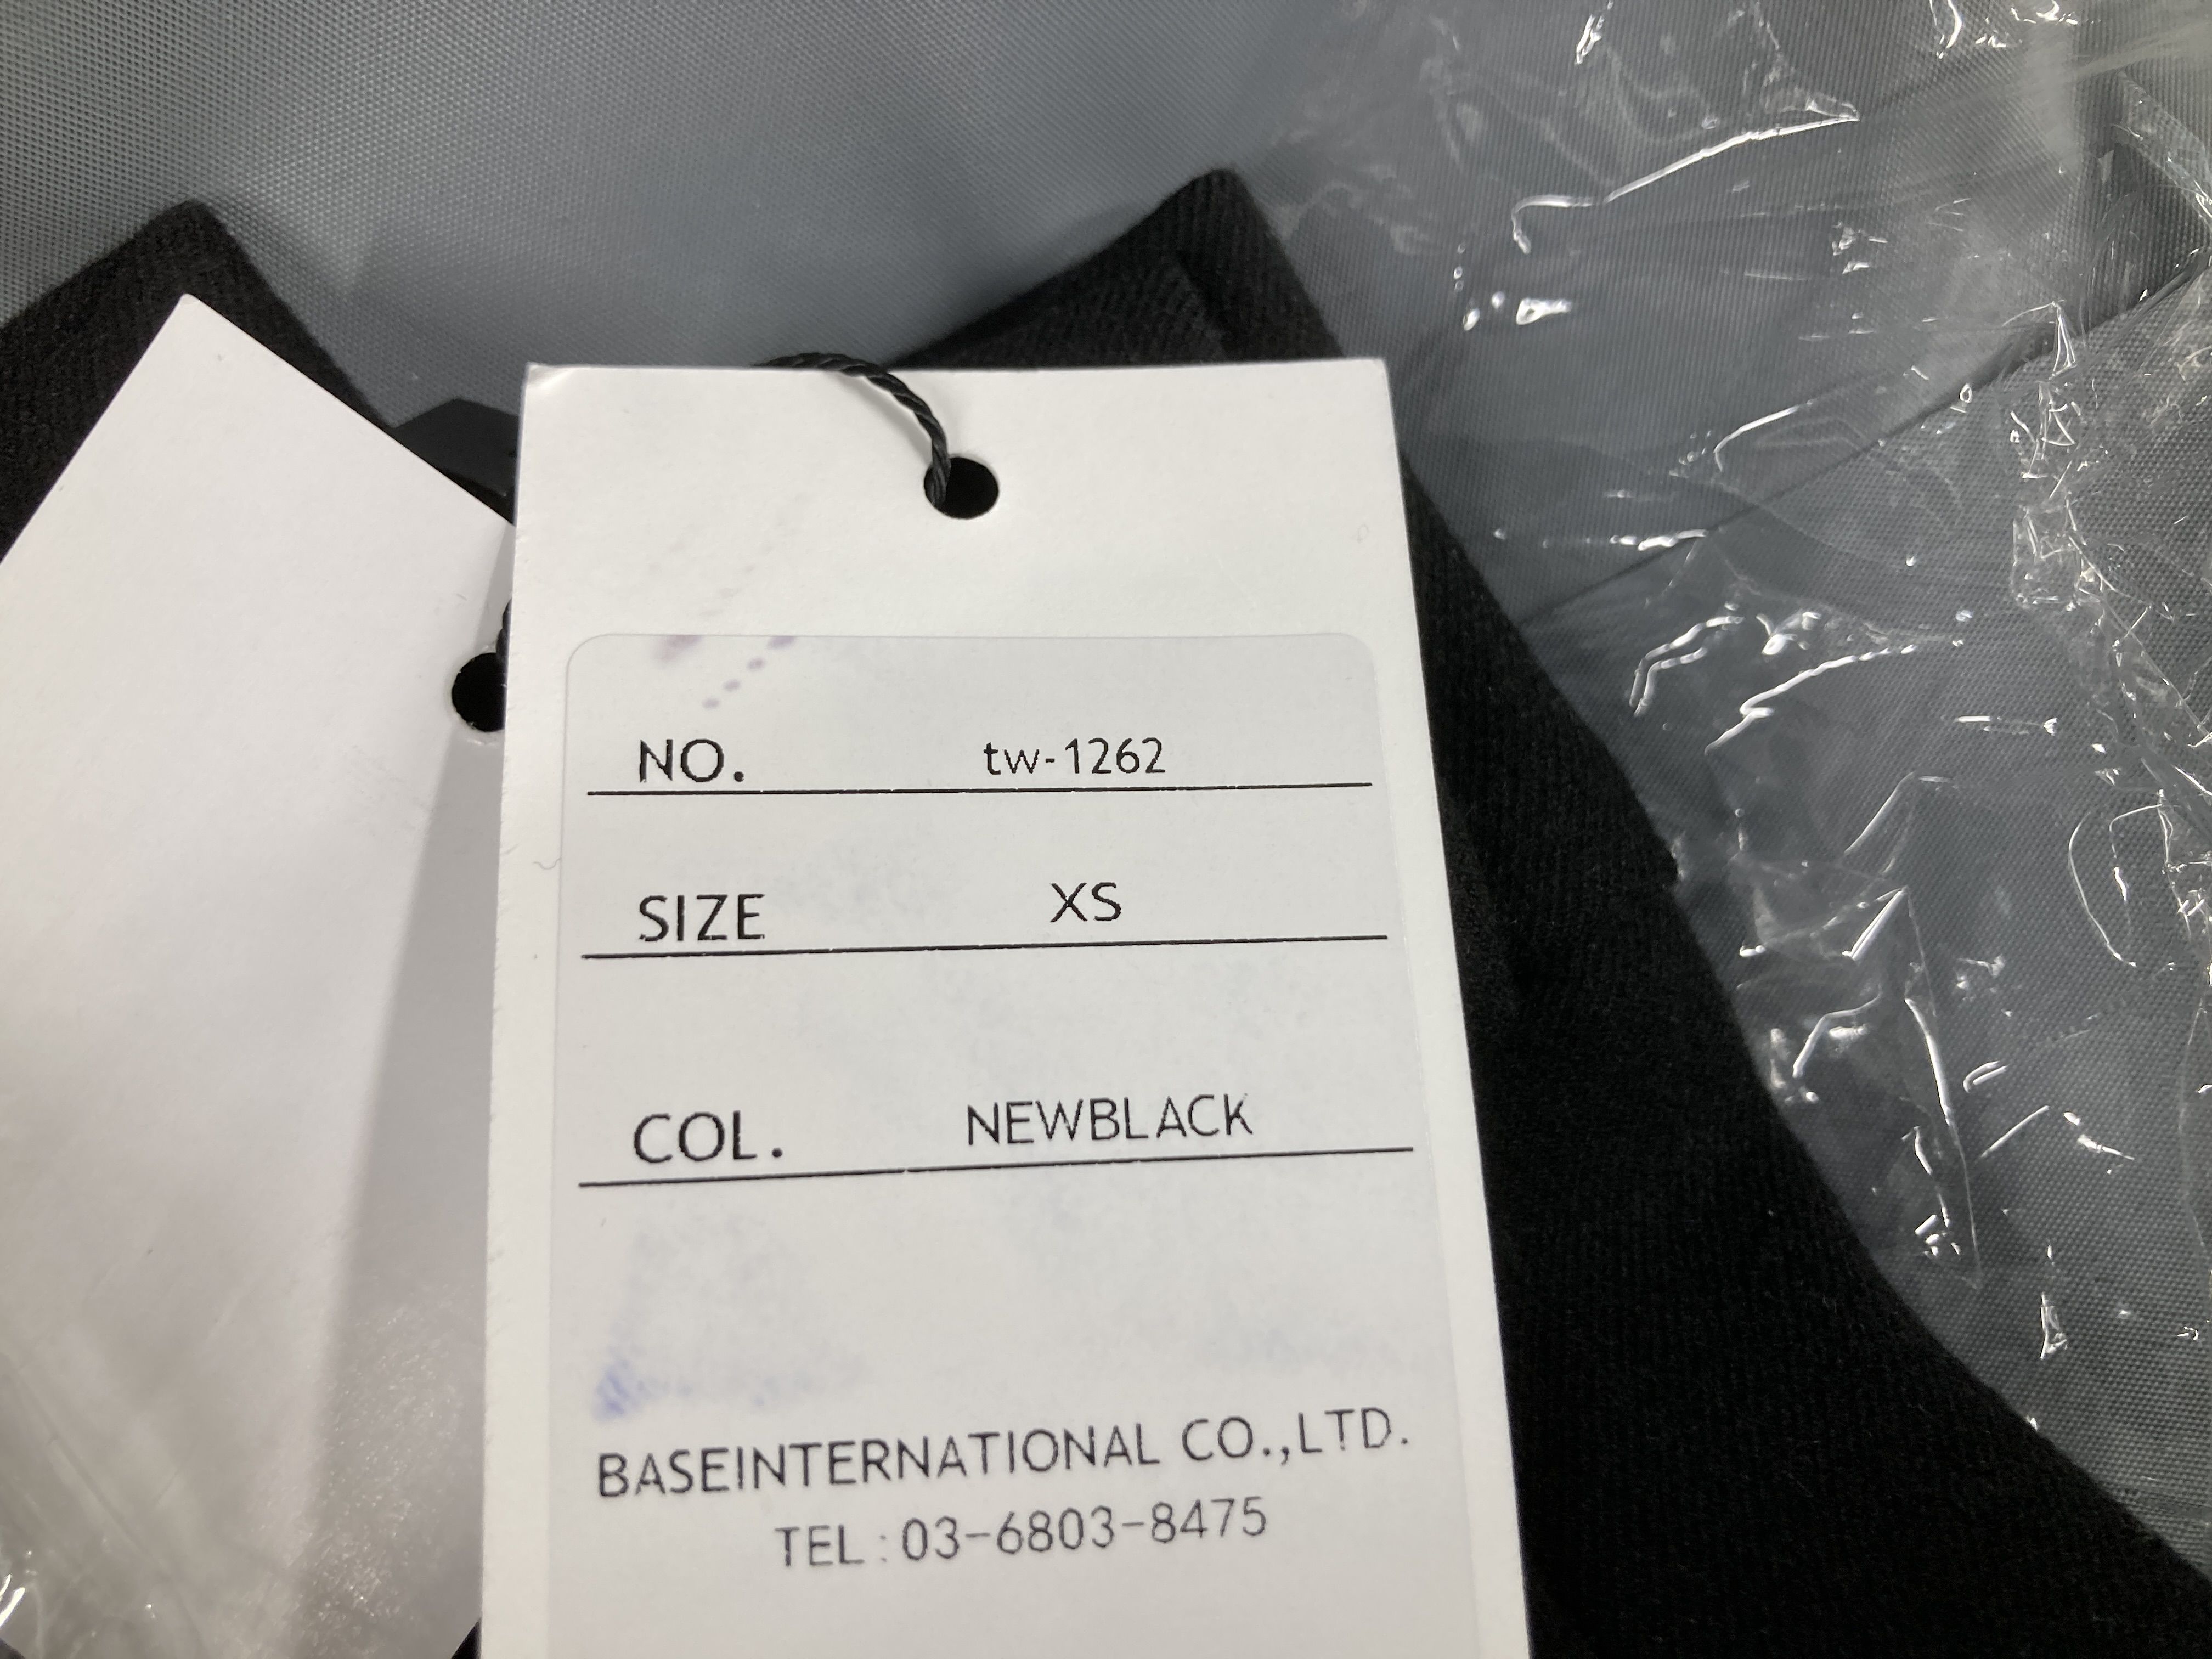 NO. tw-1262
SIZE XS
COL. NEWBLACK
BASEINTERNATIONAL CO.,LTD.
TEL:03-6803-8475